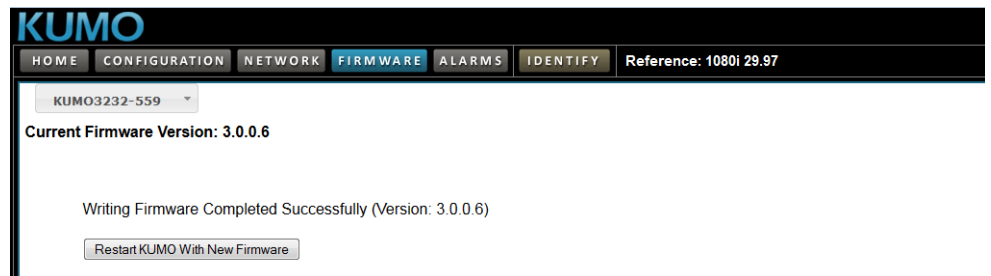 KUMO
HOME CONFIGURATION NETWORK FIRMWARE ALARMS IDENTIFY Reference: 1080i 29.97
KUMO3232-559
Current Firmware Version: 3.0.0.6
Writing Firmware Completed Successfully (Version: 3.0.0.6)
Restart KUMO With New Firmware